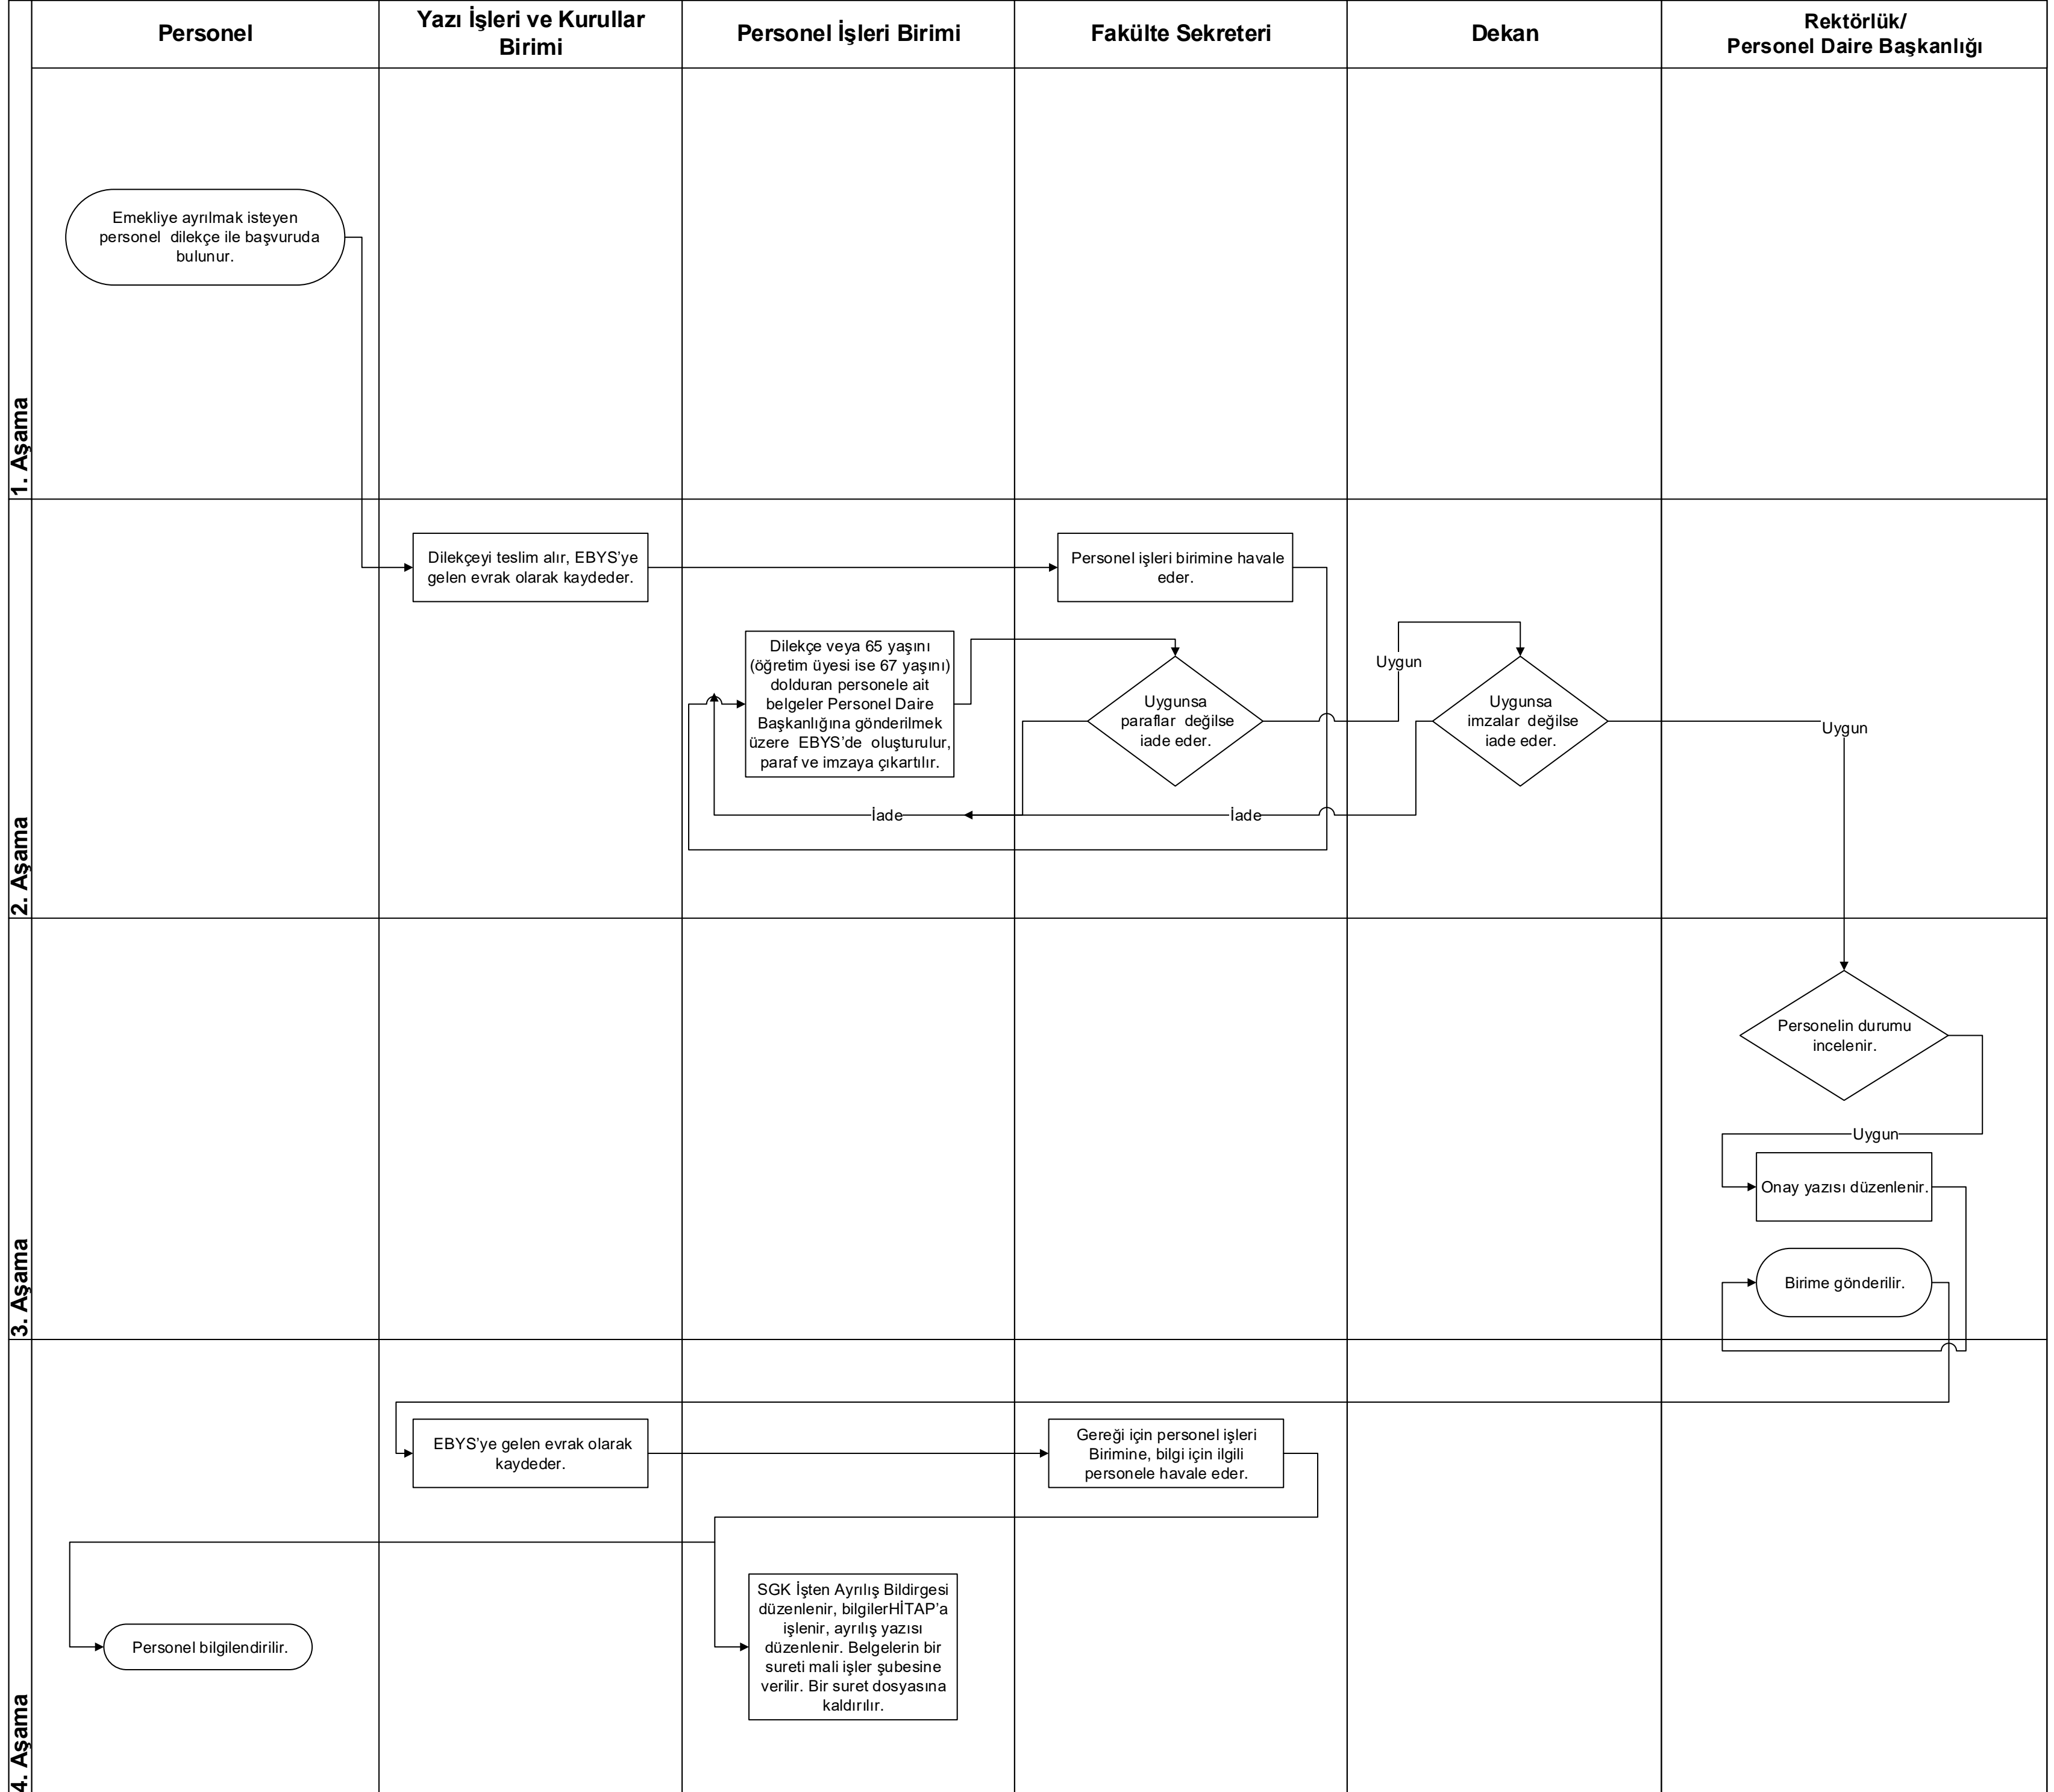 Personel
Yazı İşleri ve Kurullar
Birimi
Personel İşleri Birimi
Fakülte Sekreteri
Dekan
Rektörlük/
Personel Daire Başkanlığı
1. Aşama
Emekliye ayrılmak isteyen
personel dilekçe ile başvuruda
bulunur.
2. Aşama
Dilekçeyi teslim alır, EBYS’ye
gelen evrak olarak kaydeder.
Personel işleri birimine havale
eder.
Dilekçe veya 65 yaşını
(öğretim üyesi ise 67 yaşını)
dolduran personele ait
belgeler Personel Daire
Başkanlığına gönderilmek
üzere EBYS’de oluşturulur,
paraf ve imzaya çıkartılır.
Uygunsa
paraflar değilse
iade eder.
Uygun
Uygunsa
imzalar değilse
iade eder.
Uygun
İade
İade
3. Aşama
Personelin durumu
incelenir.
Uygun
Onay yazısı düzenlenir.
Birime gönderilir.
4. Aşama
EBYS’ye gelen evrak olarak
kaydeder.
Gereği için personel işleri
Birimine, bilgi için ilgili
personele havale eder.
Personel bilgilendirilir.
SGK İşten Ayrılış Bildirgesi
düzenlenir, bilgilerHİTAP’a
işlenir, ayrılış yazısı
düzenlenir. Belgelerin bir
sureti mali işler şubesine
verilir. Bir suret dosyasına
kaldırılır.